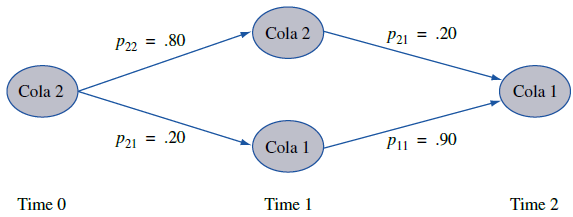 Cola 2
p22 = .80
p21 = .20
Cola 2
Cola 1
p21 = .20
p11 = .90
Cola 1
Time 0
Time 1
Time 2